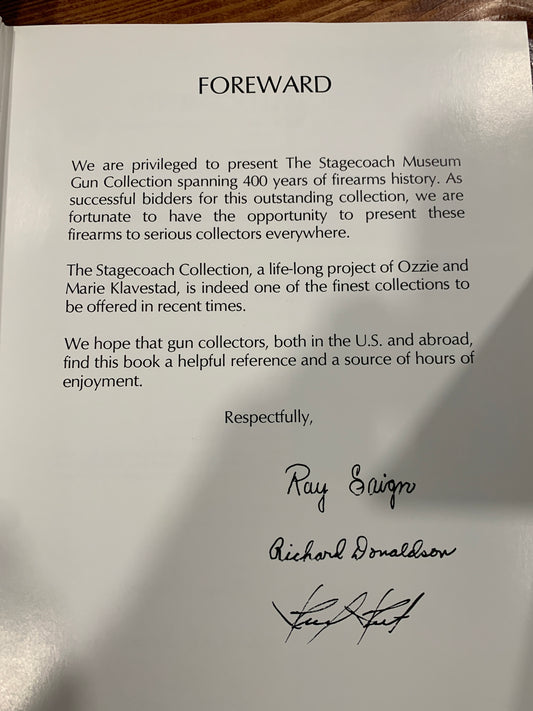 FOREWARD
We are privileged to present The Stagecoach Museum
Gun Collection spanning 400 years of firearms history. As
successful bidders for this outstanding collection, we are
fortunate to have the opportunity to present these
firearms to serious collectors everywhere.
The Stagecoach Collection, a life-long project of Ozzie and
Marie Klavestad, is indeed one of the finest collections to
be offered in recent times.
We hope that gun collectors, both in the U.S. and abroad,
find this book a helpful reference and a source of hours of
enjoyment.
Respectfully,
Ray Saign
Richard Donaldson